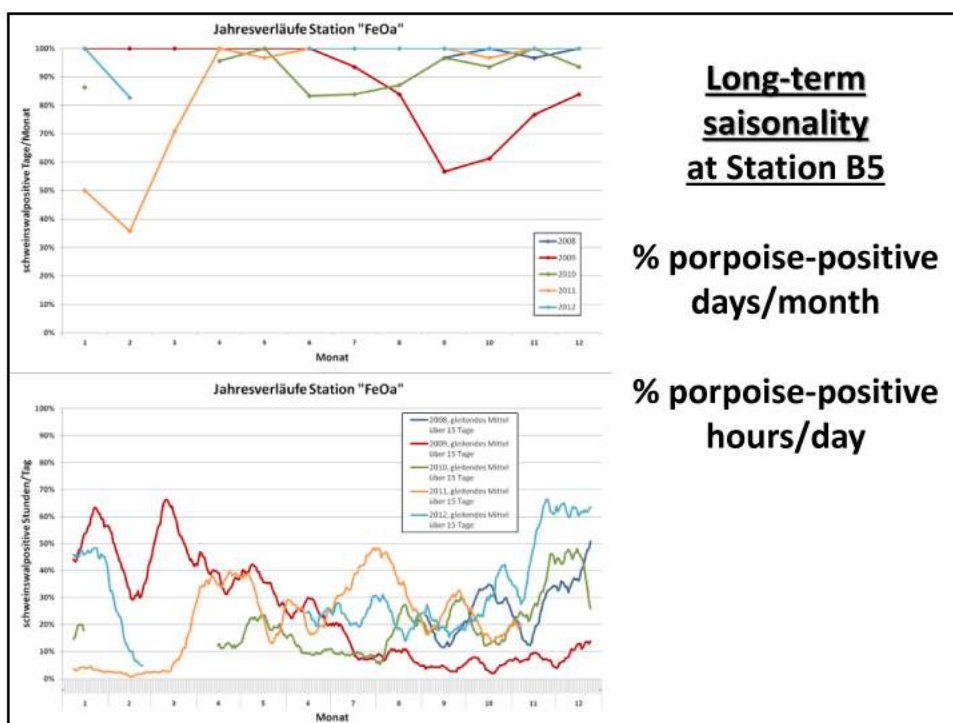 Jahresverläufe Station "FeOa"
100%
90%
80%
70%
60%
50%
40%
30%
20%
10%
0%
schweinswalpositive Tage/Monat
1 2 3 4 5 6 7 8 9 10 11 12
Monat
2008
2009
2010
2011
2012
Jahresverläufe Station "FeOa"
100%
90%
80%
70%
60%
50%
40%
30%
20%
10%
0%
schweinswalpositive Stunden/Tag
1 2 3 4 5 6 7 8 9 10 11 12
Monat
2008, gleitendes Mittel
über 15 Tage
2009, gleitendes Mittel
über 15 Tage
2010, gleitendes Mittel
über 15 Tage
2011, gleitendes Mittel
über 15 Tage
2012, gleitendes Mittel
über 15 Tage
Long-term
saisonality
at Station B5
% porpoise-positive
days/month
% porpoise-positive
hours/day